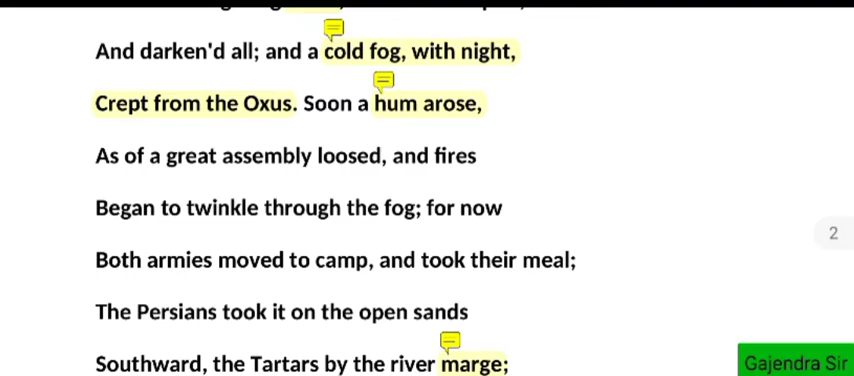 And darken'd all; and a cold fog, with night,
Crept from the Oxus. Soon a hum arose,
As of a great assembly loosed, and fires
Began to twinkle through the fog; for now
2
Both armies moved to camp, and took their meal;
The Persians took it on the open sands
Southward, the Tartars by the river marge;
Gajendra Sir